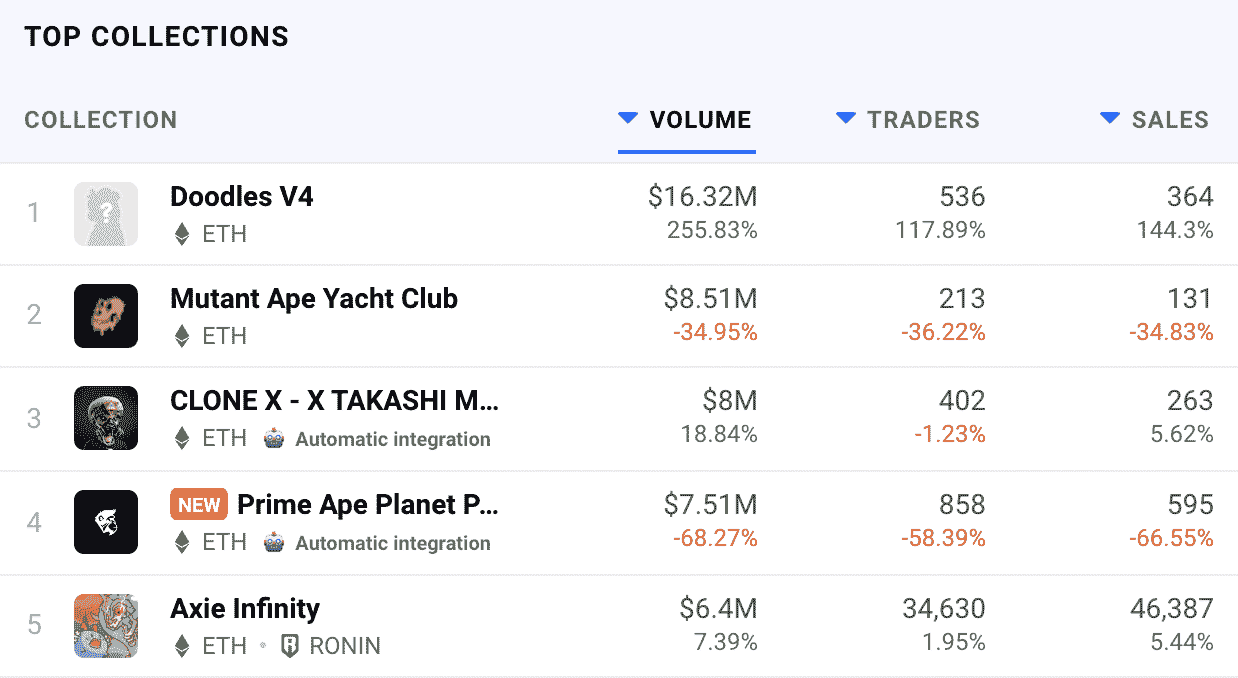 TOP COLLECTIONS
COLLECTION VOLUME TRADERS SALES
1 Doodles V4 $16.32M 536 364
ETH 255.83% 117.89% 144.3%
2 Mutant Ape Yacht Club $8.51M 213 131
ETH -34.95% -36.22% -34.83%
3 CLONE X - X TAKASHI M... $8M 402 263
ETH Automatic integration 18.84% -1.23% 5.62%
4 NEW Prime Ape Planet P... $7.51M 858 595
ETH Automatic integration -68.27% -58.39% -66.55%
5 Axie Infinity $6.4M 34,630 46,387
ETH • RONIN 7.39% 1.95% 5.44%